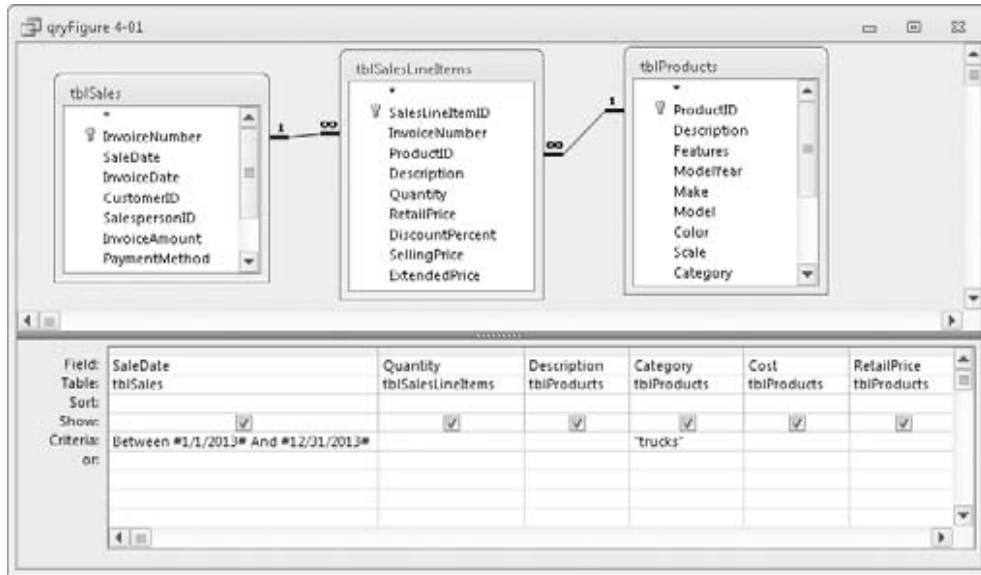 qryFigure 4-01
tblSales
*
InvoiceNumber
SaleDate
InvoiceDate
CustomerID
SalespersonID
InvoiceAmount
PaymentMethod
1
∞
tblSalesLineItems
*
SalesLineItemID
InvoiceNumber
ProductID
Description
Quantity
RetailPrice
DiscountPercent
SellingPrice
ExtendedPrice
∞
1
tblProducts
*
ProductID
Description
Features
ModelYear
Make
Model
Color
Scale
Category
Field: SaleDate Quantity Description Category Cost RetailPrice
Table: tblSales tblSalesLineItems tblProducts tblProducts tblProducts tblProducts
Sort:
Show:
Criteria: Between #1/1/2013# And #12/31/2013# "trucks"
or: